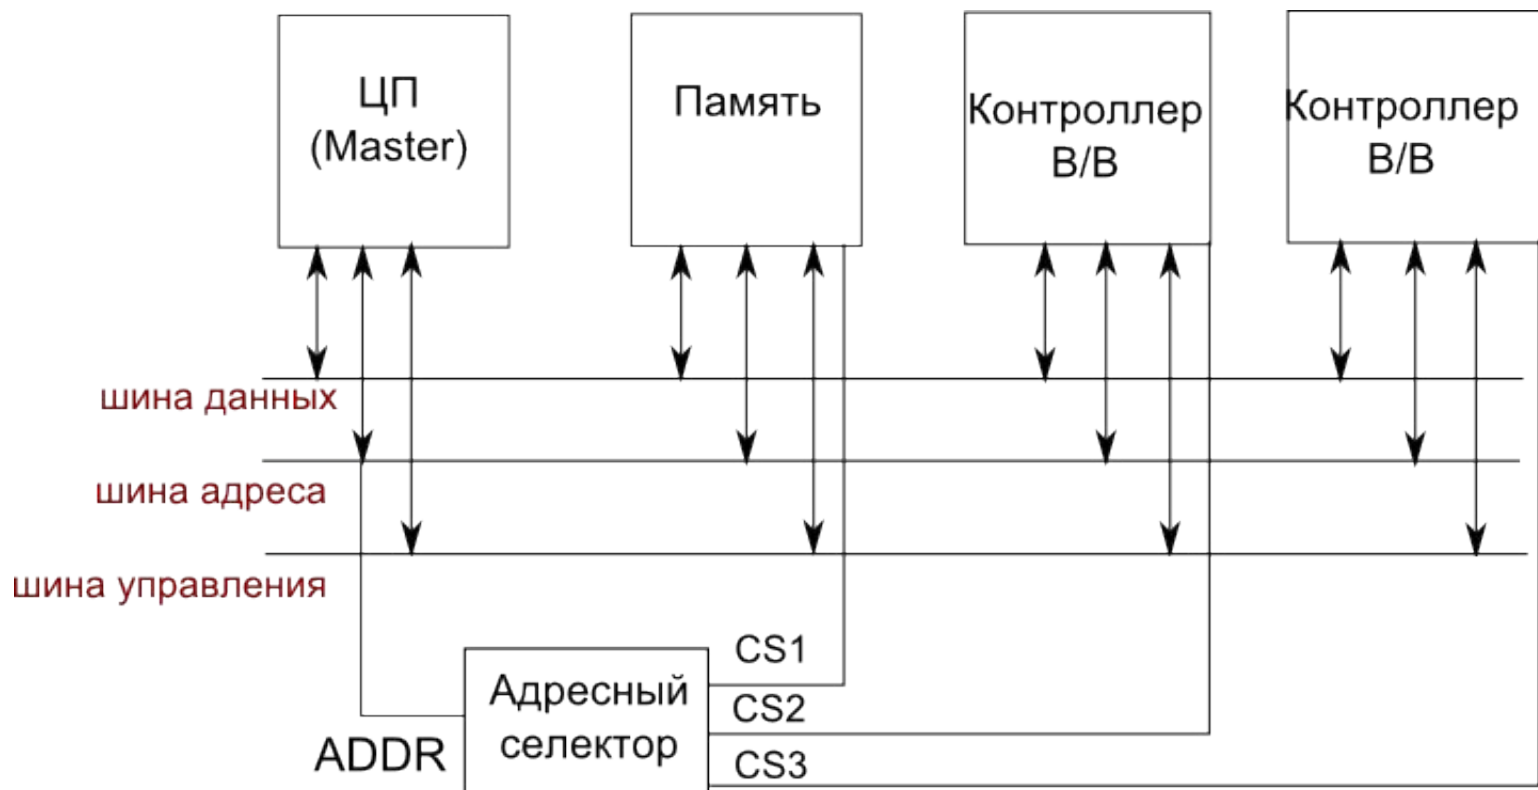 ЦП
(Master)
Память
Контроллер
В/В
Контроллер
В/В
шина данных
шина адреса
шина управления
Адресный
селектор
ADDR
CS1
CS2
CS3